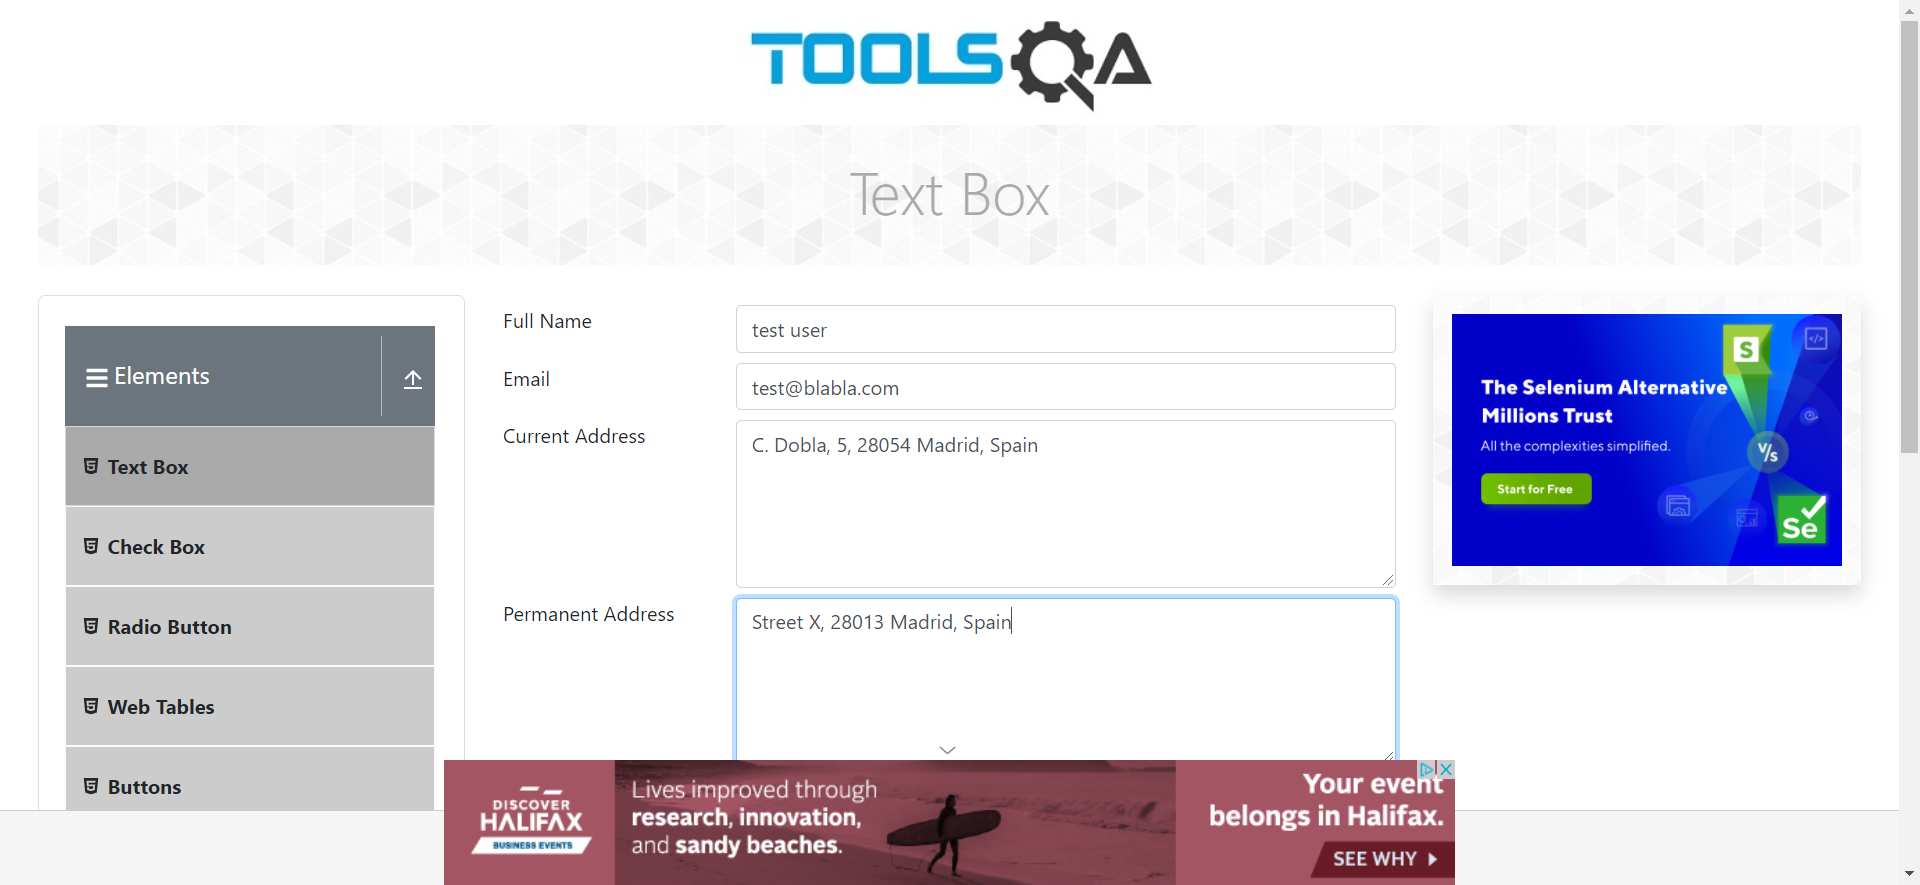 TOOLSQA
Text Box
Elements
Text Box
Check Box
Radio Button
Web Tables
Buttons
Full Name
test user
Email
test@blabla.com
Current Address
C. Dobla, 5, 28054 Madrid, Spain
Permanent Address
Street X, 28013 Madrid, Spain
The Selenium Alternative
Millions Trust
All the complexities simplified.
Start for Free
S
</>
V/s
Se
DISCOVER
HALIFAX
BUSINESS EVENTS
Lives improved through
research, innovation,
and sandy beaches.
Your event
belongs in Halifax.
SEE WHY